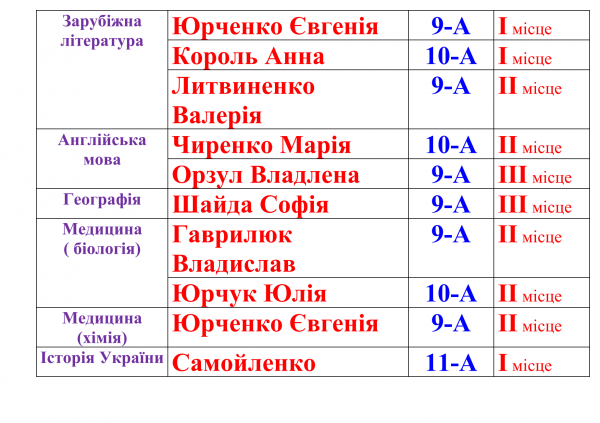 Зарубіжна література Юрченко Євгенія 9-А І місце
Король Анна 10-А І місце
Литвиненко Валерія 9-А ІІ місце
Англійська мова Чиренко Марія 10-А ІІ місце
Орзул Владлена 9-А ІІІ місце
Географія Шайда Софія 9-А ІІІ місце
Медицина ( біологія) Гаврилюк Владислав 9-А ІІ місце
Юрчук Юлія 10-А ІІ місце
Медицина (хімія) Юрченко Євгенія 9-А ІІ місце
Історія України Самойленко 11-А І місце